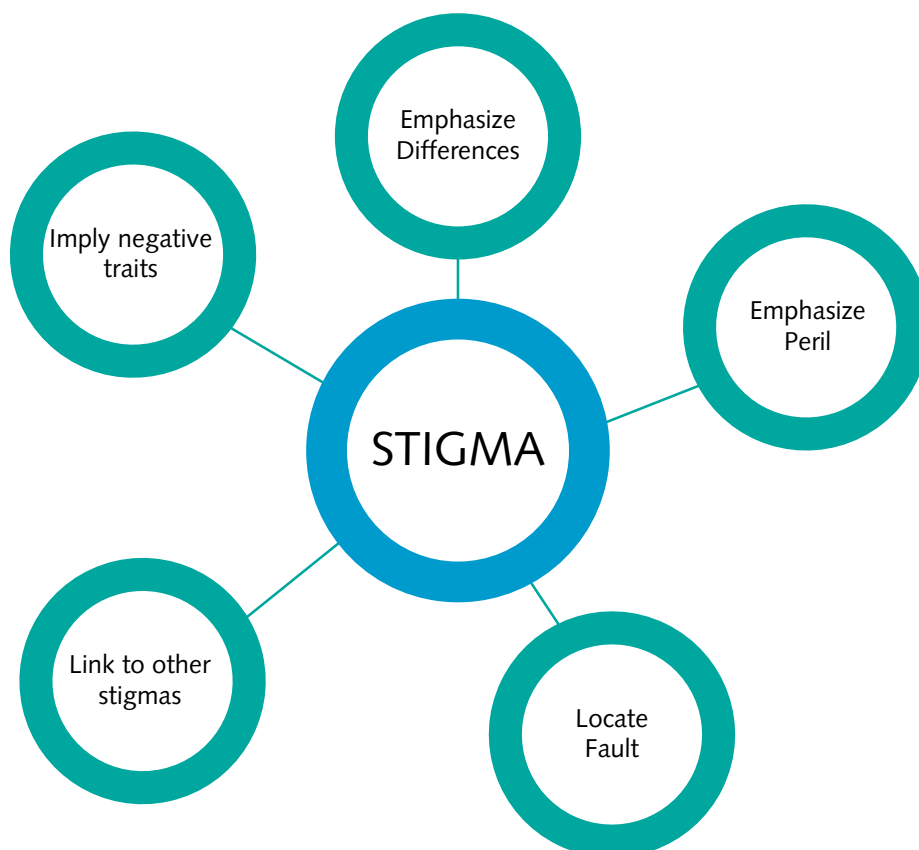 Emphasize
Differences
Imply negative
traits
Emphasize
Peril
STIGMA
Link to other
stigmas
Locate
Fault